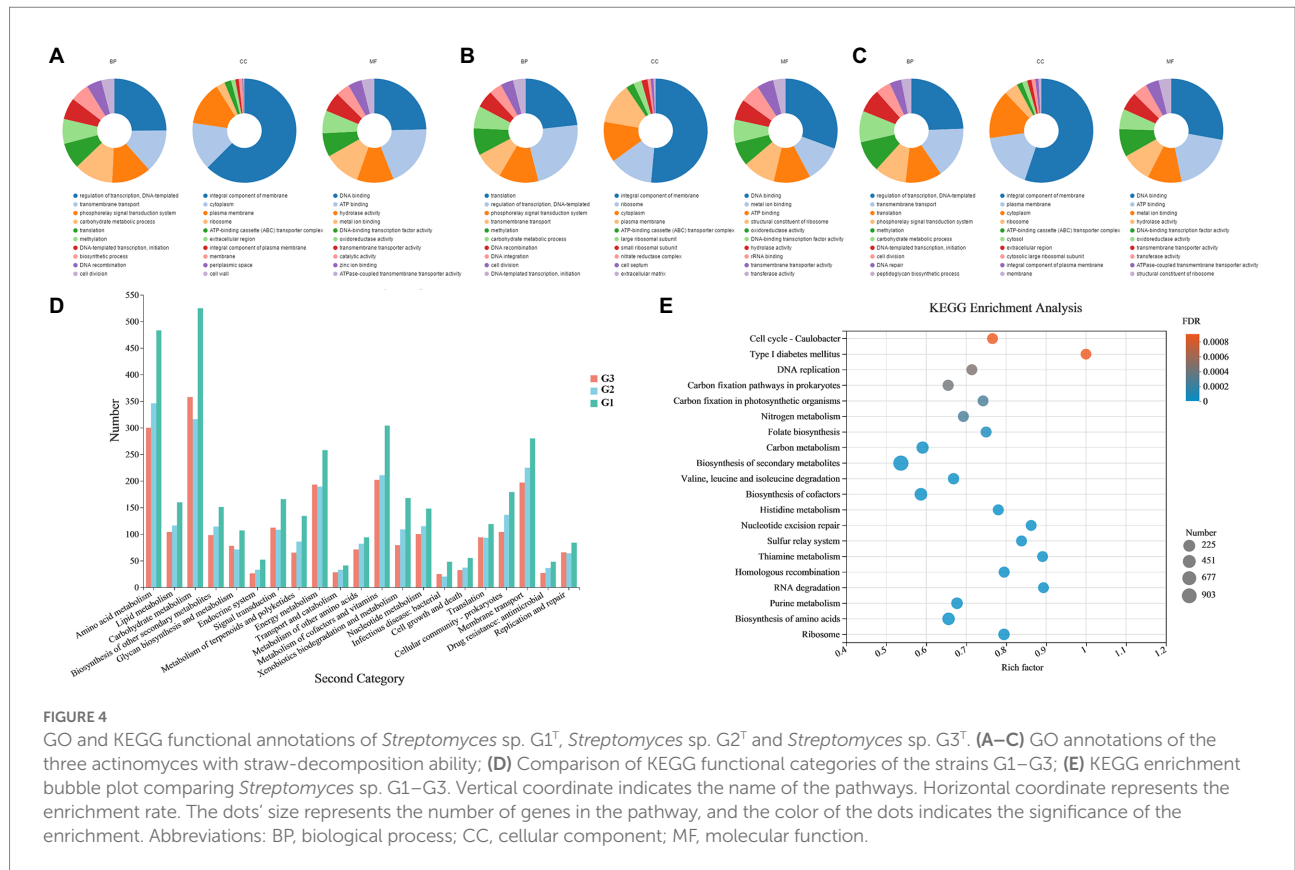 A
B
C
BP
CC
MF
BP
CC
MF
BP
CC
MF
regulation of transcription, DNA-templated
transmembrane transport
phosphorelay signal transduction system
carbohydrate metabolic process
translation
methylation
DNA-templated transcription, initiation
biosynthetic process
DNA recombination
cell division
integral component of membrane
cytoplasm
plasma membrane
ribosome
ATP-binding cassette (ABC) transporter complex
extracellular region
integral component of plasma membrane
membrane
periplasmic space
cell wall
DNA binding
ATP binding
hydrolase activity
metal ion binding
DNA-binding transcription factor activity
oxidoreductase activity
transmembrane transporter activity
catalytic activity
zinc ion binding
ATPase-coupled transmembrane transporter activity
translation
regulation of transcription, DNA-templated
phosphorelay signal transduction system
transmembrane transport
methylation
carbohydrate metabolic process
DNA recombination
DNA integration
cell division
DNA-templated transcription, initiation
integral component of membrane
ribosome
cytoplasm
plasma membrane
ATP-binding cassette (ABC) transporter complex
large ribosomal subunit
small ribosomal subunit
nitrate reductase complex
cell septum
extracellular matrix
DNA binding
metal ion binding
ATP binding
structural constituent of ribosome
oxidoreductase activity
DNA-binding transcription factor activity
hydrolase activity
rRNA binding
transmembrane transporter activity
transferase activity
regulation of transcription, DNA-templated
transmembrane transport
translation
phosphorelay signal transduction system
methylation
carbohydrate metabolic process
DNA-templated transcription, initiation
cell division
DNA repair
peptidoglycan biosynthetic process
integral component of membrane
plasma membrane
cytoplasm
ribosome
ATP-binding cassette (ABC) transporter complex
cytosol
extracellular region
cytosolic large ribosomal subunit
integral component of plasma membrane
membrane
DNA binding
ATP binding
metal ion binding
hydrolase activity
DNA-binding transcription factor activity
oxidoreductase activity
transmembrane transporter activity
transferase activity
ATPase-coupled transmembrane transporter activity
structural constituent of ribosome
D
550
500
450
400
350
300
250
200
150
100
50
0
Number
G3
G2
G1
Amino acid metabolism
Lipid metabolism
Carbohydrate metabolism
Biosynthesis of other secondary metabolites
Glycan biosynthesis and metabolism
Endocrine system
Signal transduction
Metabolism of terpenoids and polyketides
Energy metabolism
Transport and catabolism
Metabolism of other amino acids
Metabolism of cofactors and vitamins
Xenobiotics biodegradation and metabolism
Nucleotide metabolism
Infectious disease: bacterial
Cell growth and death
Translation
Cellular community - prokaryotes
Membrane transport
Drug resistance: antimicrobial
Replication and repair
Second Category
E
KEGG Enrichment Analysis
Cell cycle - Caulobacter
Type I diabetes mellitus
DNA replication
Carbon fixation pathways in prokaryotes
Carbon fixation in photosynthetic organisms
Nitrogen metabolism
Folate biosynthesis
Carbon metabolism
Biosynthesis of secondary metabolites
Valine, leucine and isoleucine degradation
Biosynthesis of cofactors
Histidine metabolism
Nucleotide excision repair
Sulfur relay system
Thiamine metabolism
Homologous recombination
RNA degradation
Purine metabolism
Biosynthesis of amino acids
Ribosome
0.4
0.5
0.6
0.7
0.8
0.9
1
1.1
1.2
Rich factor
FDR
0.0008
0.0006
0.0004
0.0002
0
Number
225
451
677
903
FIGURE 4
GO and KEGG functional annotations of Streptomyces sp. G1ᵀ, Streptomyces sp. G2ᵀ and Streptomyces sp. G3ᵀ. (A–C) GO annotations of the
three actinomyces with straw-decomposition ability; (D) Comparison of KEGG functional categories of the strains G1–G3; (E) KEGG enrichment
bubble plot comparing Streptomyces sp. G1–G3. Vertical coordinate indicates the name of the pathways. Horizontal coordinate represents the
enrichment rate. The dots' size represents the number of genes in the pathway, and the color of the dots indicates the significance of the
enrichment. Abbreviations: BP, biological process; CC, cellular component; MF, molecular function.